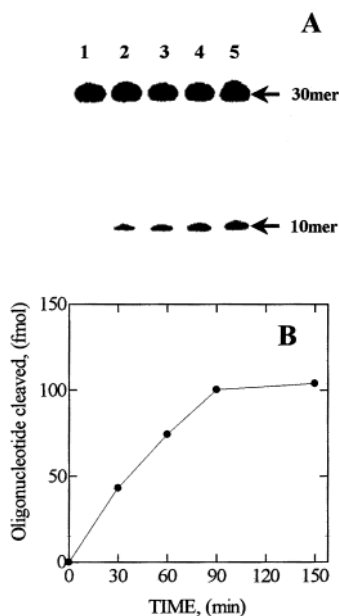 A
1 2 3 4 5
30mer
10mer
B
Oligonucleotide cleaved, (fmol)
150
100
50
0
0 30 60 90 120 150
TIME, (min)